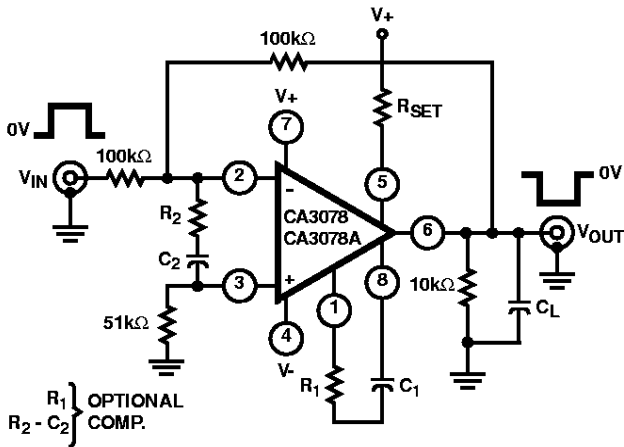 V+
100kΩ
RSET
V+
7
0V
100kΩ
VIN
2
−
5
0V
R2
CA3078
CA3078A
6
VOUT
C2
3
+
8
10kΩ
CL
51kΩ
1
4
V-
R1
C1
R1
R2 - C2
OPTIONAL
COMP.